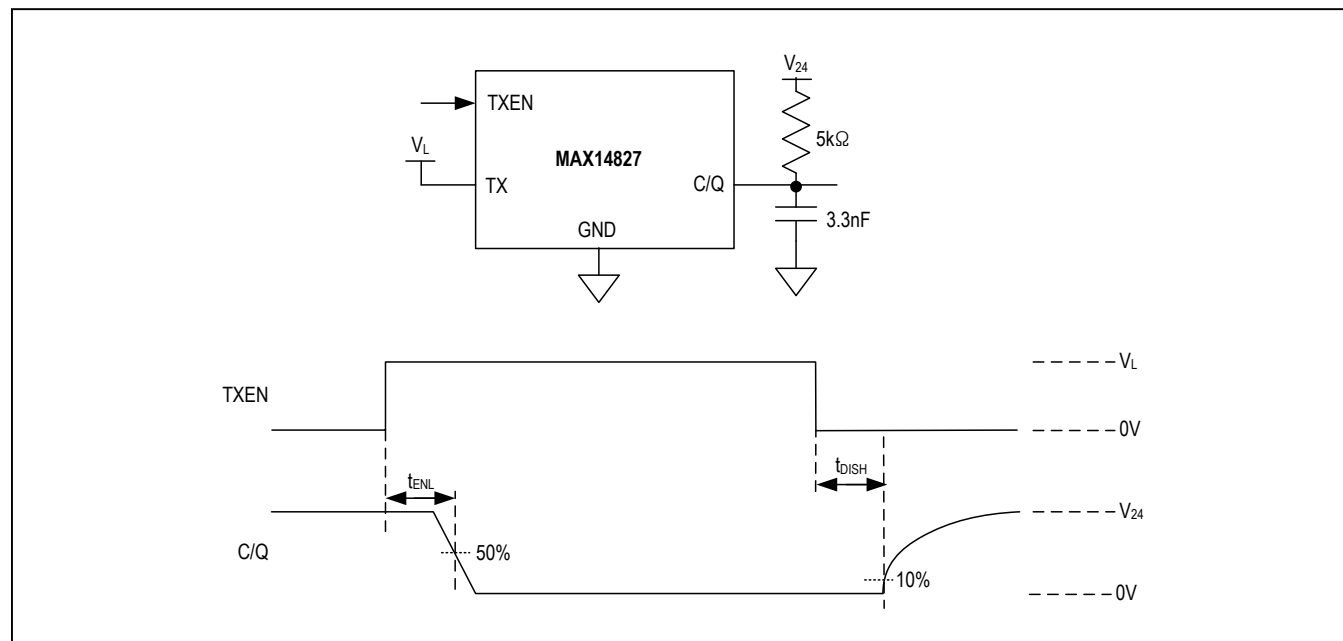 V24
TXEN
5kΩ
VL
MAX14827
TX
C/Q
3.3nF
GND
VL
TXEN
0V
tENL
tDISH
V24
C/Q
50%
10%
0V